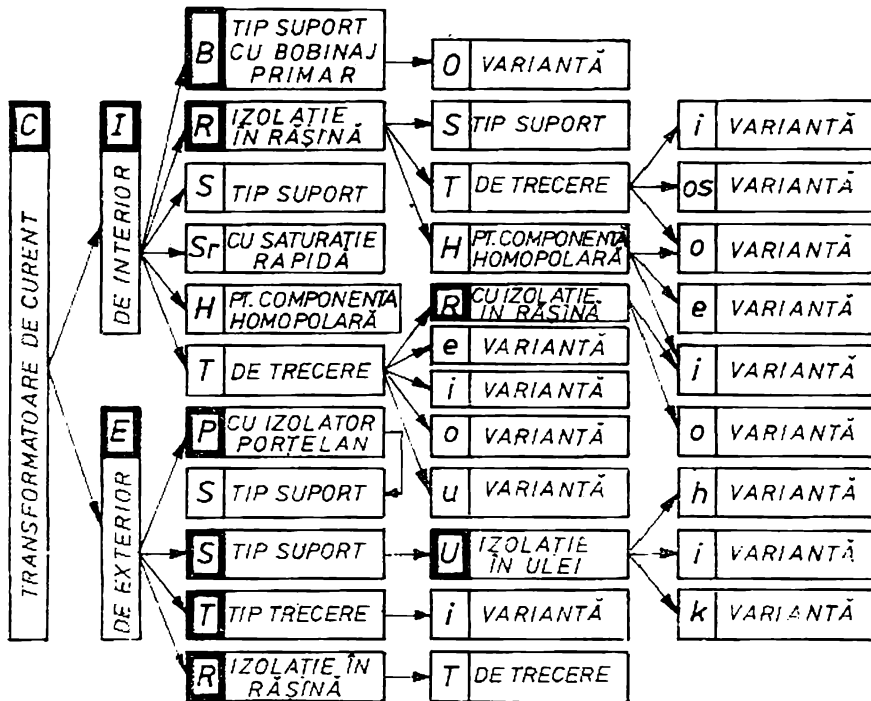 C
TRANSFORMATOARE DE CURENT
I
DE INTERIOR
E
DE EXTERIOR
B
TIP SUPORT
CU BOBINAJ
PRIMAR
R
IZOLAȚIE
ÎN RĂȘINĂ
S
TIP SUPORT
Sr
CU SATURAȚIE
RAPIDĂ
H
PT. COMPONENTA
HOMOPOLARĂ
T
DE TRECERE
P
CU IZOLATOR
PORȚELAN
S
TIP SUPORT
S
TIP SUPORT
T
TIP TRECERE
R
IZOLAȚIE ÎN
RĂȘINĂ
O
VARIANTĂ
S
TIP SUPORT
T
DE TRECERE
H
PT. COMPONENTĂ
HOMOPOLARĂ
R
CU IZOLAȚIE
IN RĂȘINĂ
e
VARIANTĂ
i
VARIANTĂ
o
VARIANTĂ
u
VARIANTĂ
U
IZOLAȚIE
ÎN ULEI
i
VARIANTĂ
T
DE TRECERE
i
VARIANTĂ
os
VARIANTĂ
o
VARIANTĂ
e
VARIANTĂ
i
VARIANTĂ
o
VARIANTĂ
h
VARIANTĂ
i
VARIANTĂ
k
VARIANTĂ